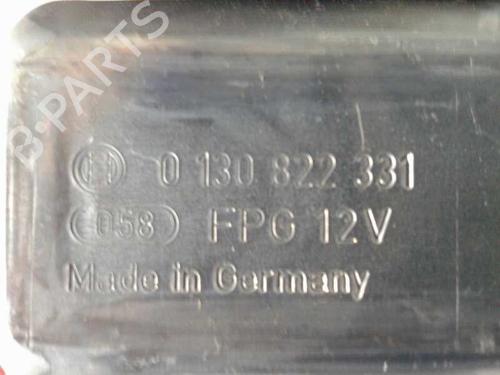 B-PARTS
0 130 822 331
058 FPG 12V
Made in Germany